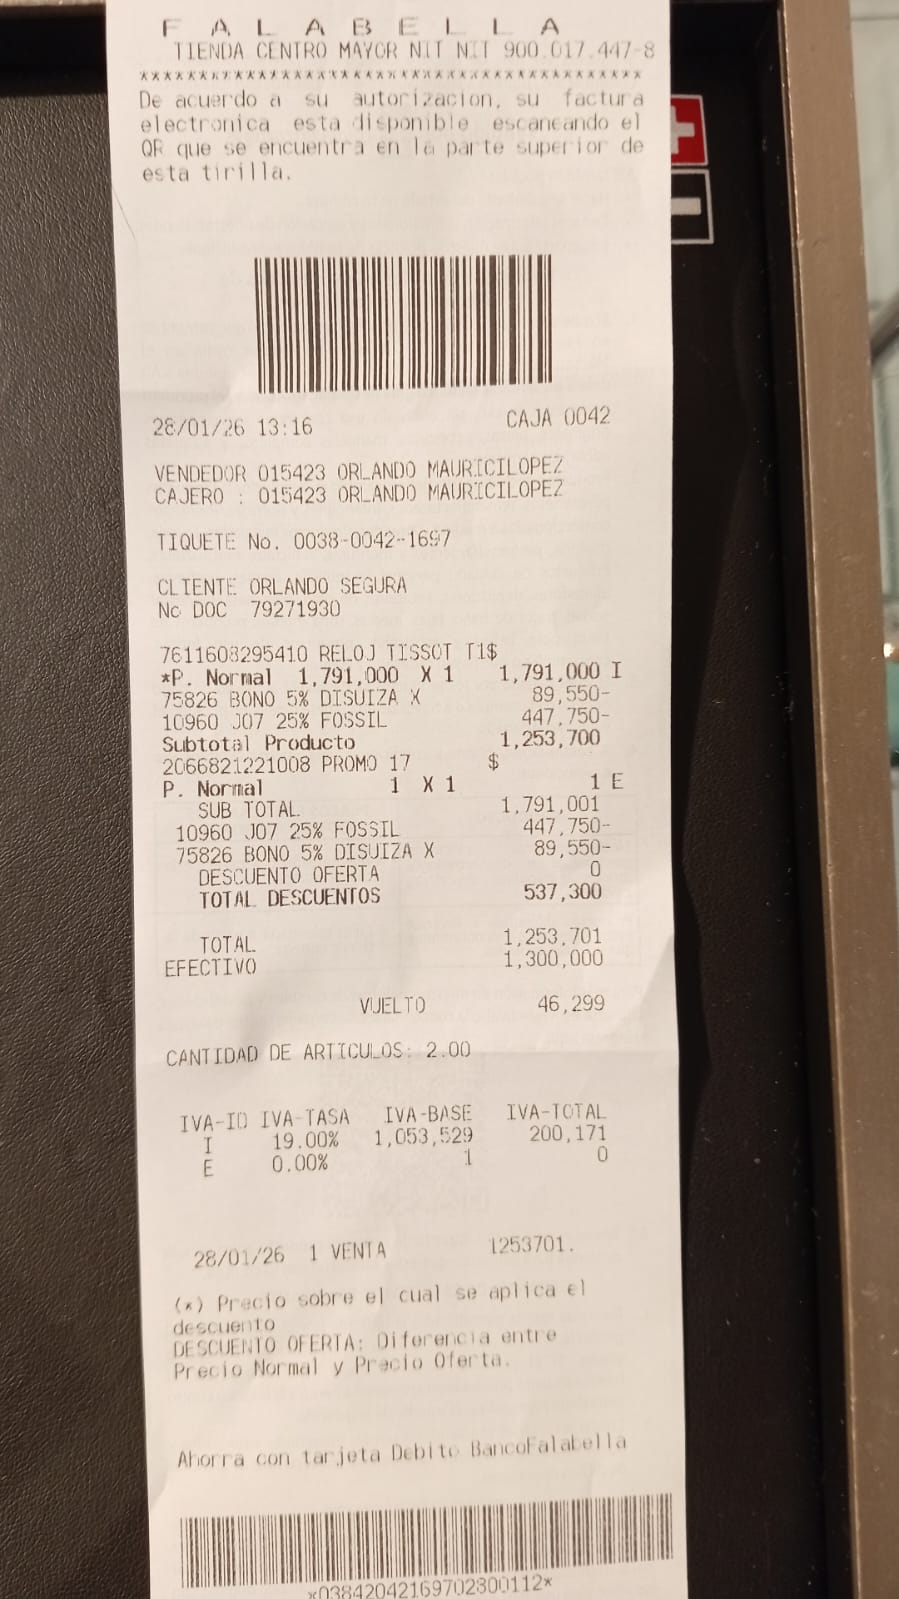 F A L A B E L L A
TIENDA CENTRO MAYOR NIT NIT 900.017.447-8
De acuerdo a su autorizacion, su factura
electronica esta disponible escaneando el
QR que se encuentra en la parte superior de
esta tirilla.
28/01/26 13:16 CAJA 0042
VENDEDOR 015423 ORLANDO MAURICILOPEZ
CAJERO : 015423 ORLANDO MAURICILOPEZ
TIQUETE No. 0038-0042-1697
CLIENTE ORLANDO SEGURA
No DOC 79271930
7611608295410 RELOJ TISSOT T1$
*P. Normal 1,791,000 X 1 1,791,000 I
75826 BONO 5% DISUIZA X 89,550-
10960 J07 25% FOSSIL 447,750-
Subtotal Producto 1,253,700
2066821221008 PROMO 17 $
P. Normal 1 X 1 1 E
SUB TOTAL 1,791,001
10960 J07 25% FOSSIL 447,750-
75826 BONO 5% DISUIZA X 89,550-
DESCUENTO OFERTA 0
TOTAL DESCUENTOS 537,300
TOTAL 1,253,701
EFECTIVO 1,300,000
VUELTO 46,299
CANTIDAD DE ARTICULOS: 2.00
IVA-ID IVA-TASA IVA-BASE IVA-TOTAL
I 19.00% 1,053,529 200,171
E 0.00% 1 0
28/01/26 1 VENTA 1253701.
(*) Precio sobre el cual se aplica el
descuento
DESCUENTO OFERTA: Diferencia entre
Precio Normal y Precio Oferta.
Ahorra con tarjeta Debito BancoFalabella
*03842042169702800112*